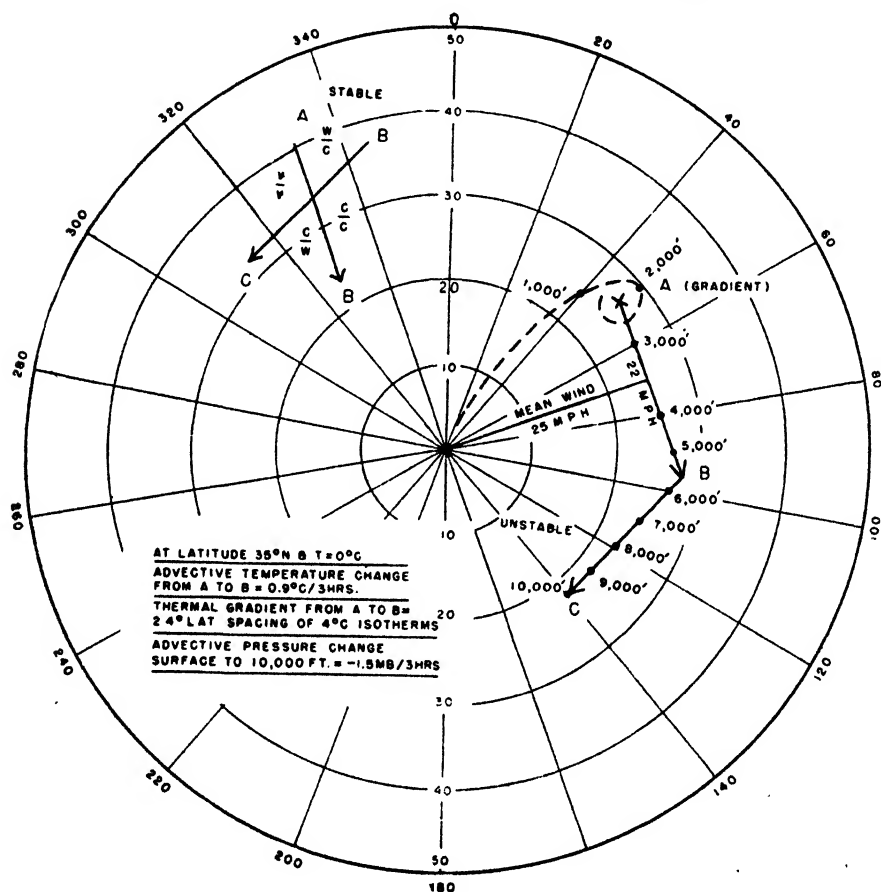 0
340
50
20
320
STABLE
40
40
A
W
C
B
300
30
60
C
C
C
W
2,000'
C
1,000'
A (GRADIENT)
20
B
3,000'
280
80
10
22
MPH
MEAN WIND
25 MPH
4,000'
5,000'
B
6,000'
260
100
UNSTABLE
7,000'
10
8,000'
AT LATITUDE 35°N & T=0°C
10,000'
9,000'
ADVECTIVE TEMPERATURE CHANGE
FROM A TO B = 0.9°C/3HRS.
C
THERMAL GRADIENT FROM A TO B=
2 4° LAT SPACING OF 4°C ISOTHERMS
20
ADVECTIVE PRESSURE CHANGE
SURFACE TO 10,000 FT. = -1.5MB/3HRS
240
120
30
220
140
40
200
50
180